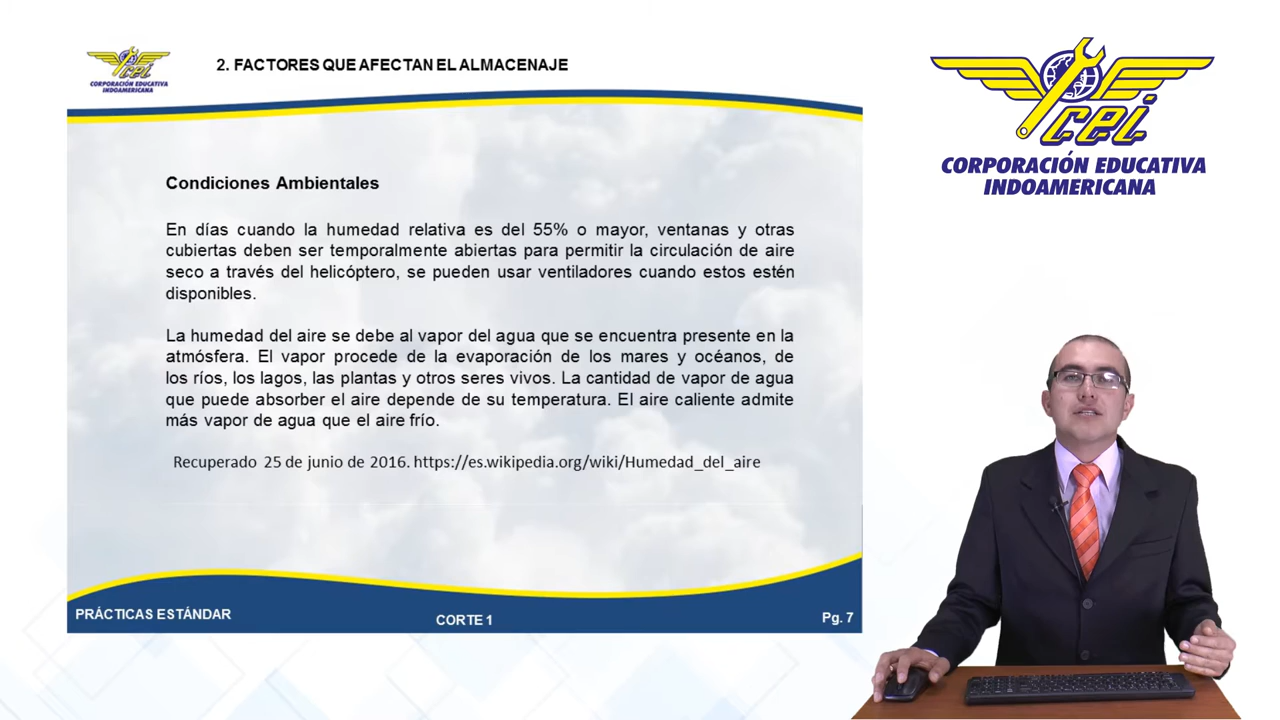 cei
CORPORACIÓN EDUCATIVA
INDOAMERICANA
2. FACTORES QUE AFECTAN EL ALMACENAJE
Condiciones Ambientales
En días cuando la humedad relativa es del 55% o mayor, ventanas y otras
cubiertas deben ser temporalmente abiertas para permitir la circulación de aire
seco a través del helicóptero, se pueden usar ventiladores cuando estos estén
disponibles.
La humedad del aire se debe al vapor del agua que se encuentra presente en la
atmósfera. El vapor procede de la evaporación de los mares y océanos, de
los ríos, los lagos, las plantas y otros seres vivos. La cantidad de vapor de agua
que puede absorber el aire depende de su temperatura. El aire caliente admite
más vapor de agua que el aire frío.
Recuperado 25 de junio de 2016. https://es.wikipedia.org/wiki/Humedad_del_aire
PRÁCTICAS ESTÁNDAR
CORTE 1
Pg. 7
cei
CORPORACIÓN EDUCATIVA
INDOAMERICANA